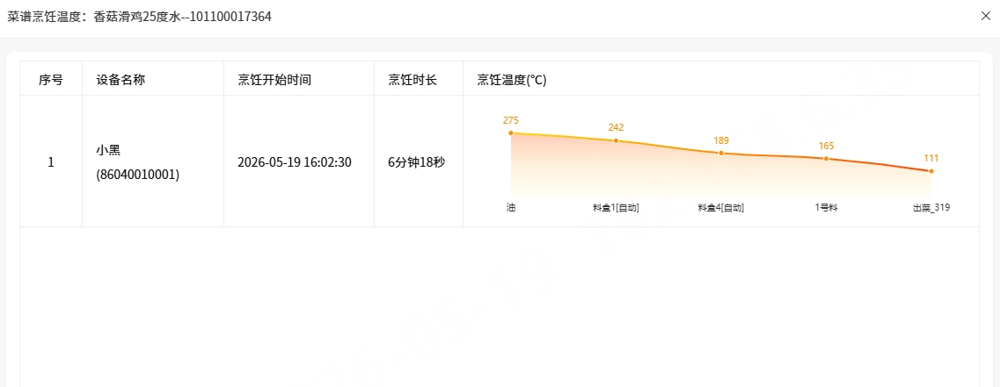 菜谱烹饪温度：香菇滑鸡25度水--101100017364
序号 设备名称 烹饪开始时间 烹饪时长 烹饪温度(℃)
1 小黑 2026-05-19 16:02:30 6分钟18秒
(86040010001)
275 242 189 165 111
油 料盒1[自动] 料盒4[自动] 1号料 出菜_319